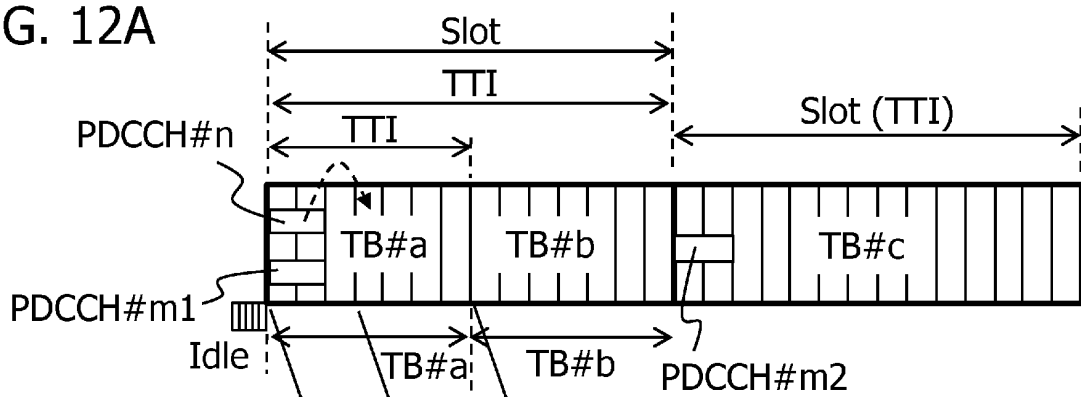 G. 12A
Slot
TTI
Slot (TTI)
TTI
PDCCH#n
TB#a
TB#b
TB#c
PDCCH#m1
Idle
TB#a
TB#b
PDCCH#m2